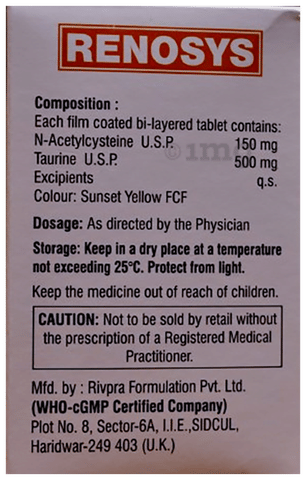 RENOSYS
Composition :
Each film coated bi-layered tablet contains:
N-Acetylcysteine U.S.P. 150 mg
Taurine U.S.P. 500 mg
Excipients q.s.
Colour: Sunset Yellow FCF
Dosage: As directed by the Physician
Storage: Keep in a dry place at a temperature
not exceeding 25°C. Protect from light.
Keep the medicine out of reach of children.
CAUTION: Not to be sold by retail without
the prescription of a Registered Medical
Practitioner.
Mfd. by : Rivpra Formulation Pvt. Ltd.
(WHO-cGMP Certified Company)
Plot No. 8, Sector-6A, I.I.E.,SIDCUL,
Haridwar-249 403 (U.K.)